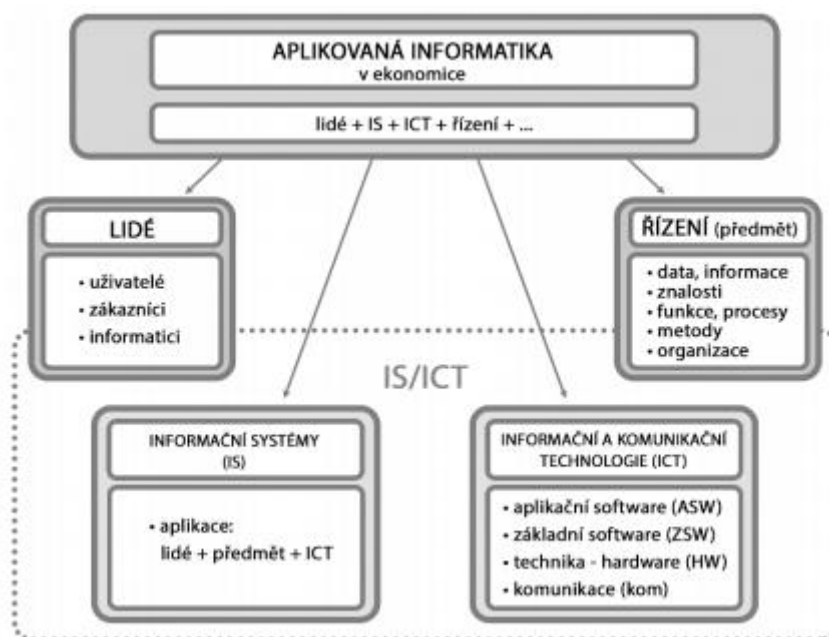 APLIKOVANÁ INFORMATIKA
v ekonomice
lidé + IS + ICT + řízení + ...
LIDÉ
• uživatelé
• zákazníci
• informatici
ŘÍZENÍ (předmět)
• data, informace
• znalosti
• funkce, procesy
• metody
• organizace
IS/ICT
INFORMAČNÍ SYSTÉMY
(IS)
• aplikace:
lidé + předmět + ICT
INFORMAČNÍ A KOMUNIKAČNÍ
TECHNOLOGIE (ICT)
• aplikační software (ASW)
• základní software (ZSW)
• technika - hardware (HW)
• komunikace (kom)